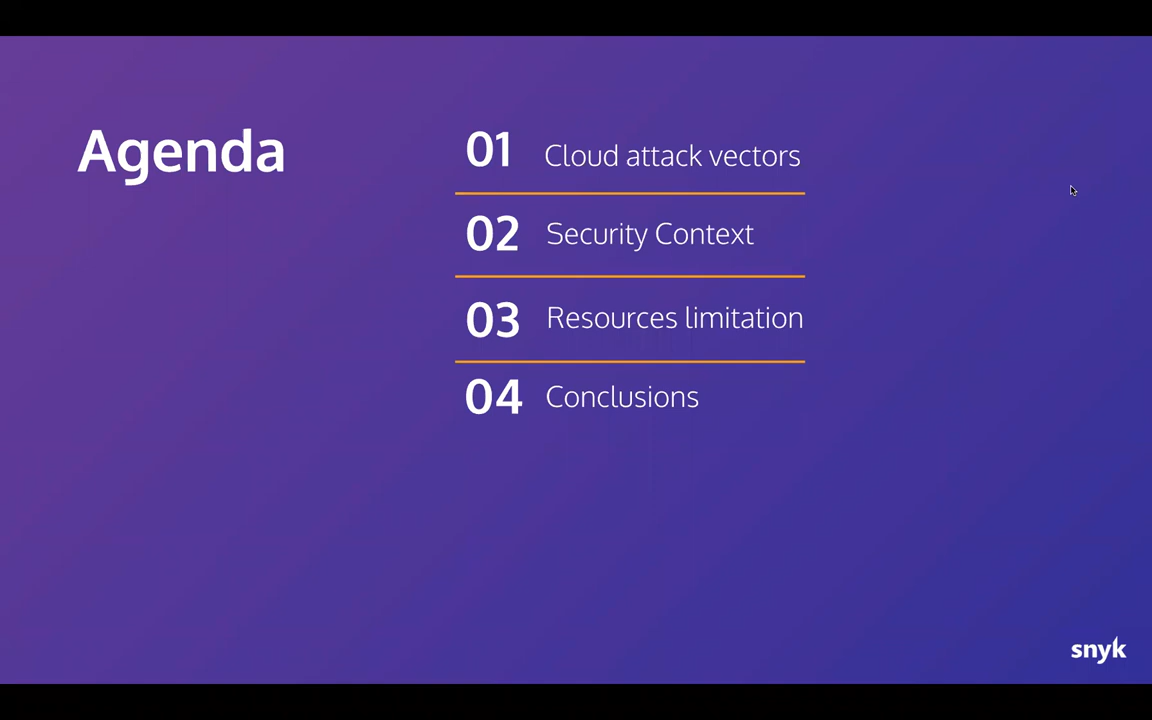 Agenda
01 Cloud attack vectors
02 Security Context
03 Resources limitation
04 Conclusions
snyk